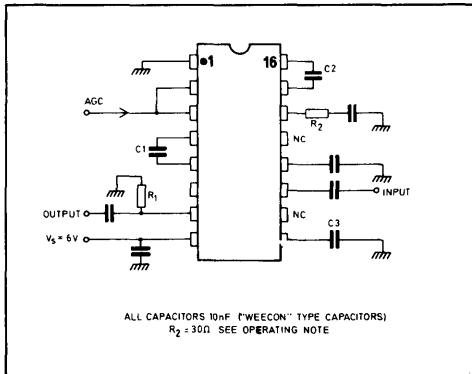 1 16
C2
AGC
R2
C1
NC
R1
INPUT
OUTPUT
NC
C3
Vs = 6V
ALL CAPACITORS 10nF ("WEECON" TYPE CAPACITORS)
R2 = 30Ω SEE OPERATING NOTE